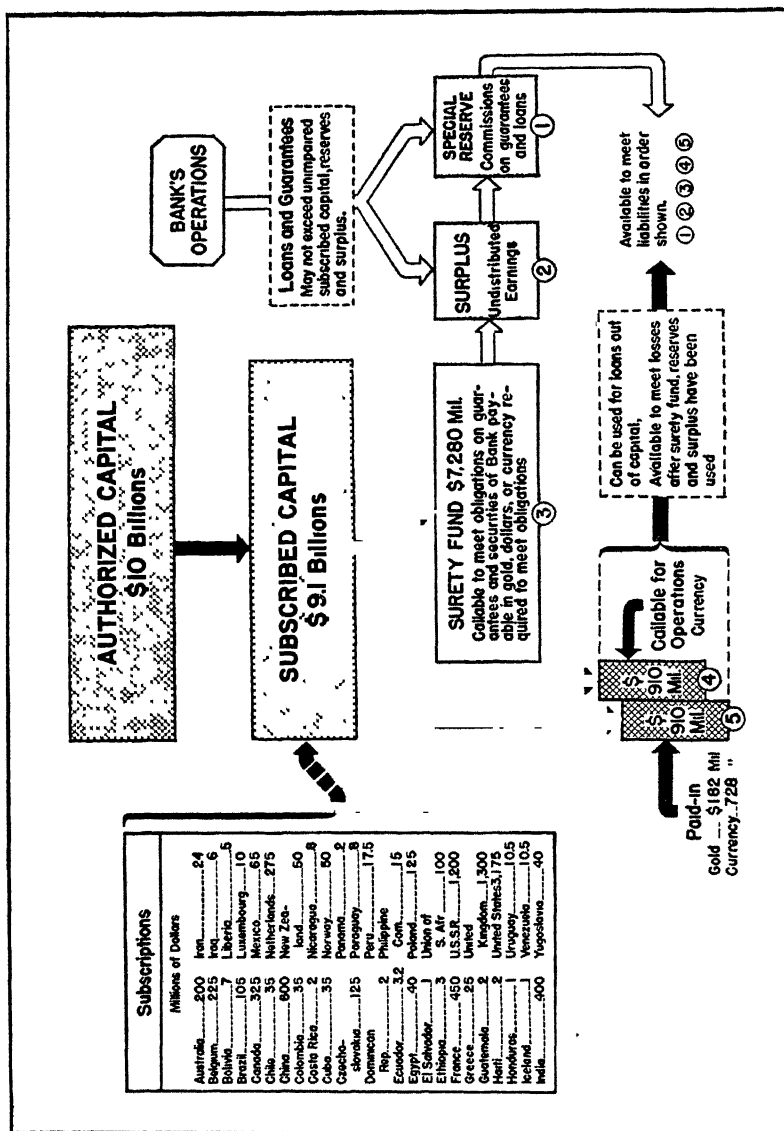 Subscriptions
Millions of Dollars
Australia......200
Belgium......225
Bolivia......7
Brazil......105
Canada......325
Chile......35
China......600
Colombia......35
Costa Rica......2
Cuba......35
Czecho-
slovakia......125
Dominican
Rep.......2
Ecuador......3.2
Egypt......40
El Salvador......1
Ethiopia......3
France......450
Greece......25
Guatemala......2
Haiti......2
Honduras......1
Iceland......1
India......400
Iran......24
Iraq......6
Liberia.......5
Luxembourg......10
Mexico......65
Netherlands......275
New Zea-
land......50
Nicaragua.......8
Norway......50
Panama.......2
Paraguay.......8
Peru......17.5
Philippine
Com.......15
Poland......125
Union of
S. Afr......100
U.S.S.R.......1,200
United
Kingdom......1,300
United States 3,175
Uruguay......10.5
Venezuela......10.5
Yugoslavia......40
AUTHORIZED CAPITAL
$10 Billions
SUBSCRIBED CAPITAL
$9.1 Billions
BANK'S
OPERATIONS
Loans and Guarantees
May not exceed unimpaired
subscribed capital, reserves
and surplus.
SURETY FUND $7,280 Mil.
Callable to meet obligations on guar-
antees and securities of Bank pay-
able in gold, dollars, or currency re-
quired to meet obligations
③
SURPLUS
Undistributed
Earnings
②
SPECIAL
RESERVE
Commissions
on guarantees
and loans
①
Paid-in
Gold ... $182 Mil
Currency..728 "
$
910
Mil.
⑤
$
910
Mil.
④
Callable for
Operations
Currency
Can be used for loans out
of capital,
Available to meet losses
after surety fund, reserves
and surplus have been
used
Available to meet
liabilities in order
shown.
① ② ③ ④ ⑤